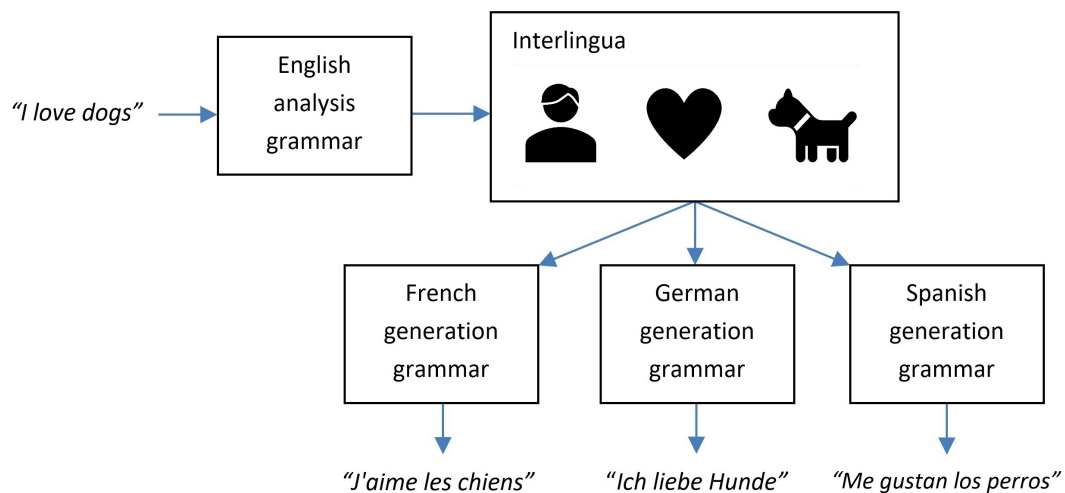 Interlingua
English
analysis
grammar
“I love dogs”
French
generation
grammar
German
generation
grammar
Spanish
generation
grammar
“J'aime les chiens”
“Ich liebe Hunde”
“Me gustan los perros”